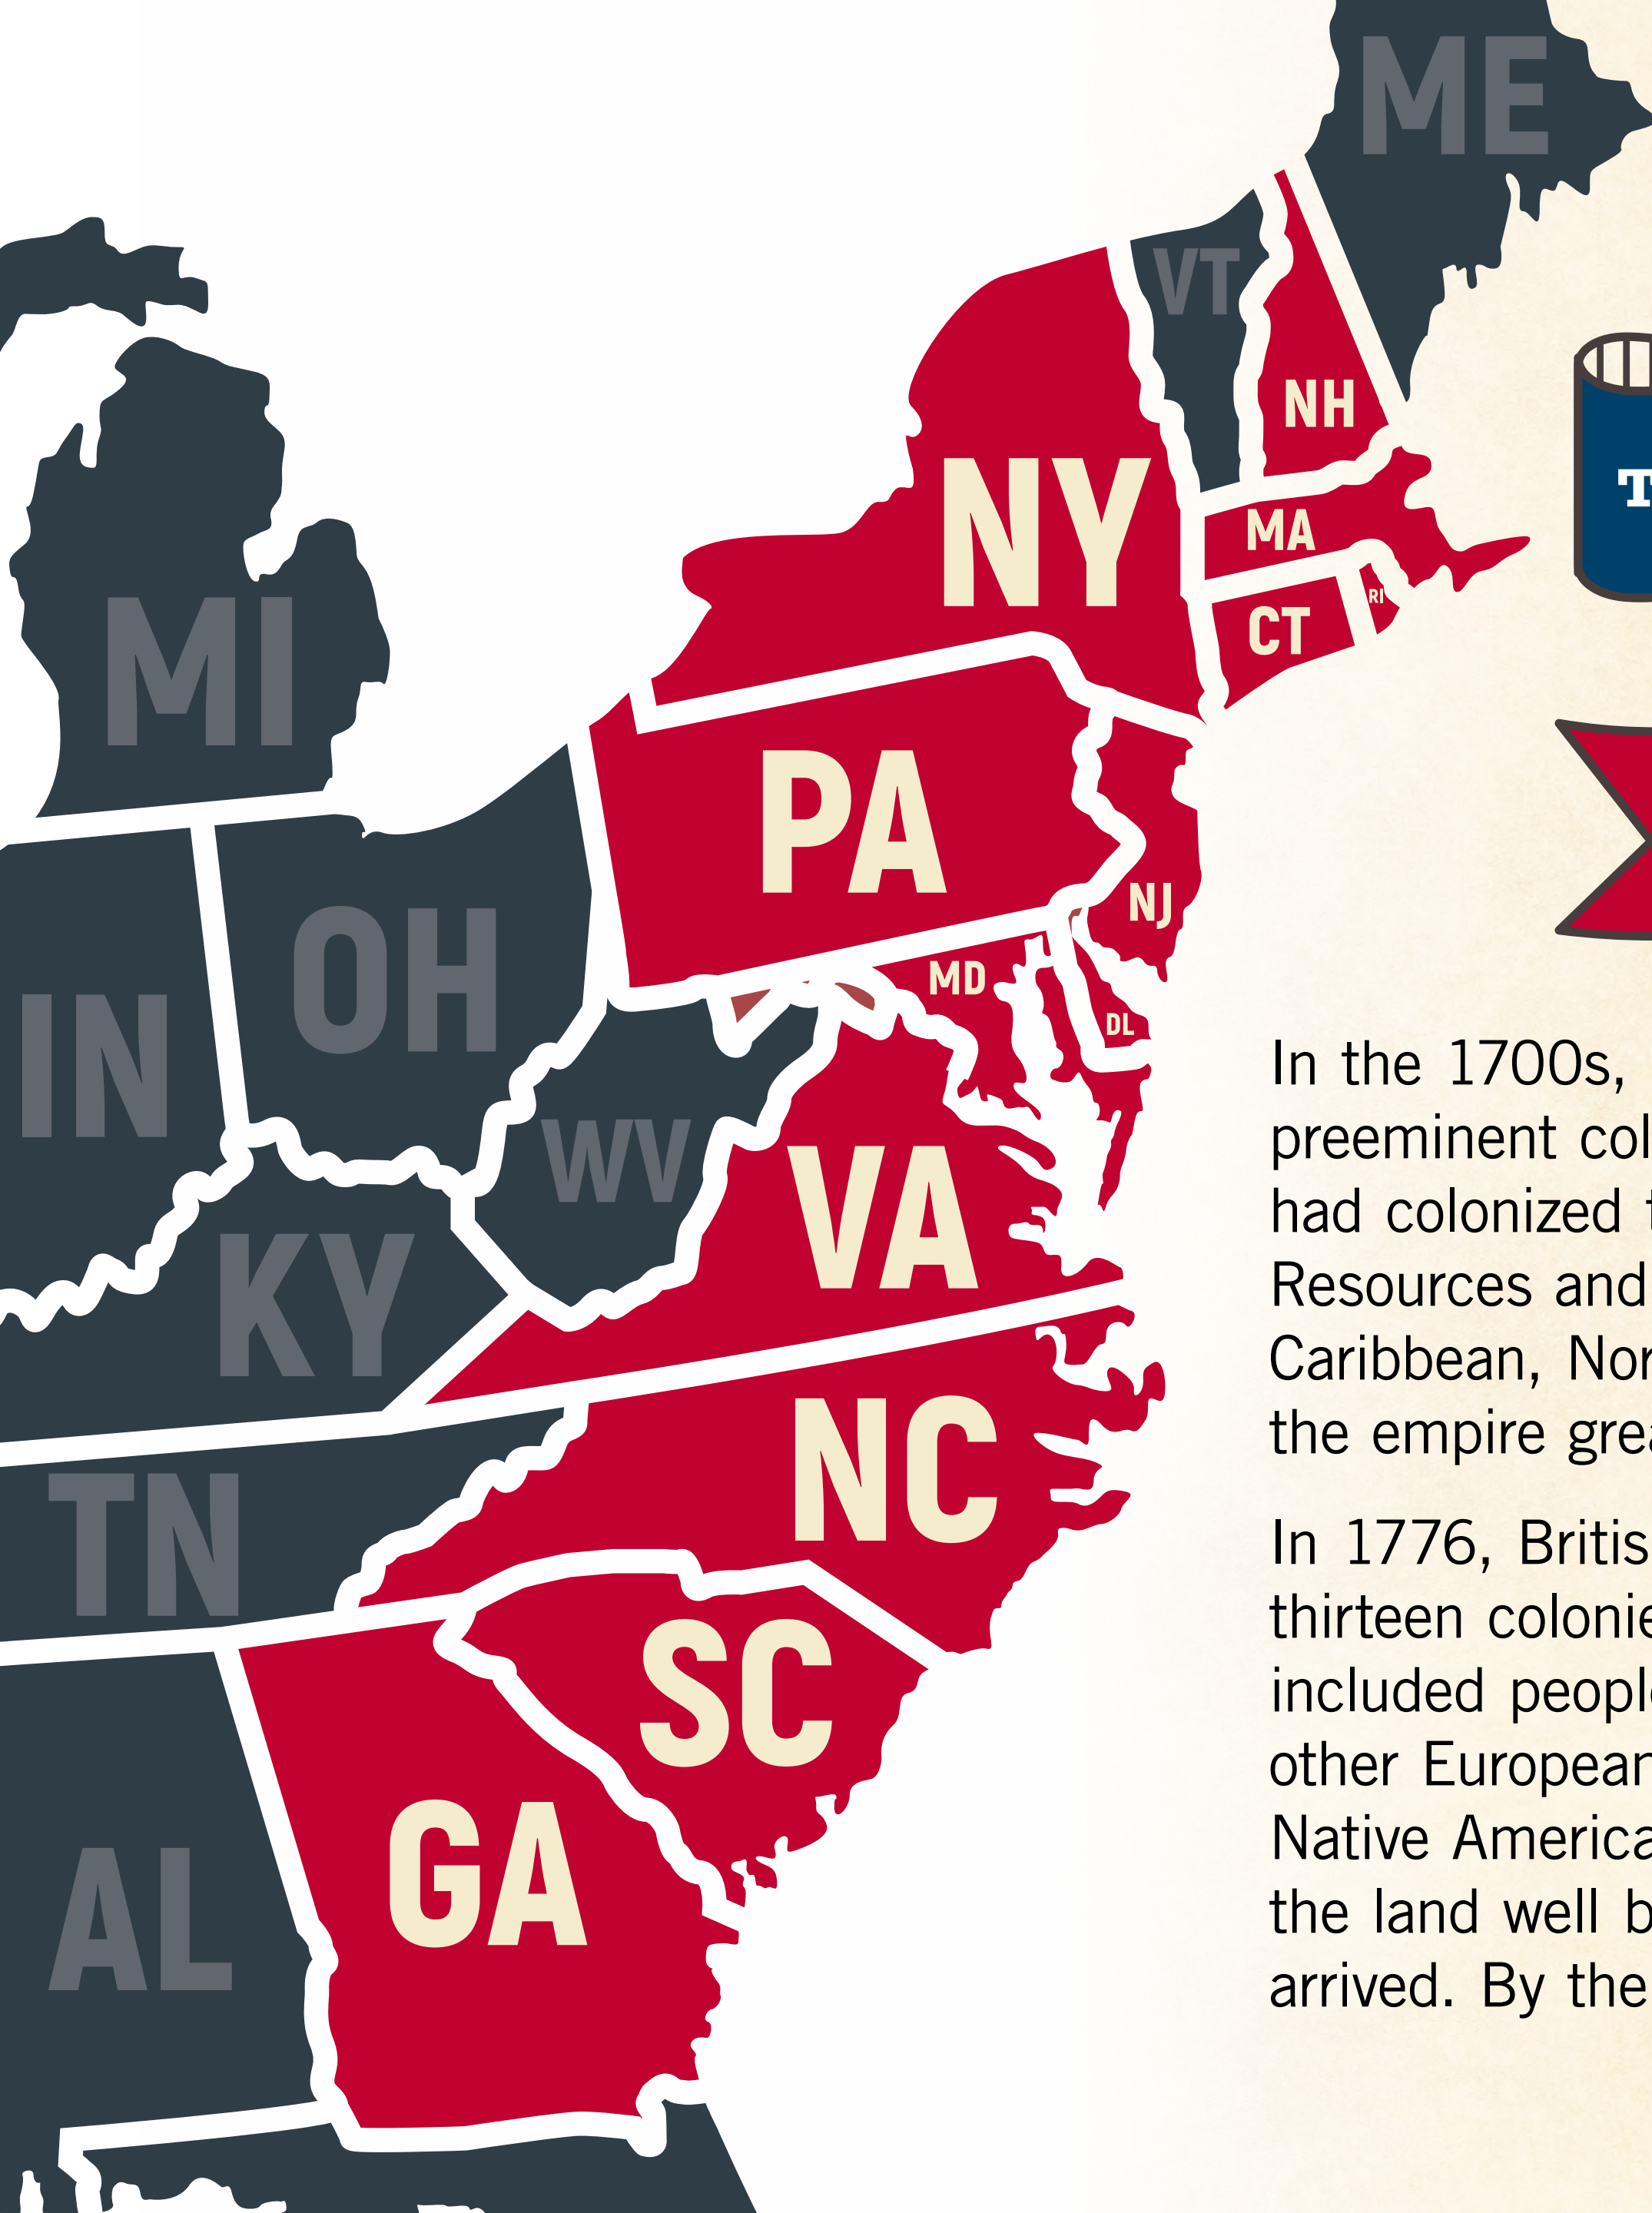 ME
VT
NH
NY
MA
RI
CT
MI
PA
NJ
OH
MD
IN
DL
WV
VA
KY
NC
TN
SC
GA
AL
T
In the 1700s,
preeminent col
had colonized t
Resources and
Caribbean, Nor
the empire grea
In 1776, Britis
thirteen colonie
included people
other European
Native America
the land well b
arrived. By the